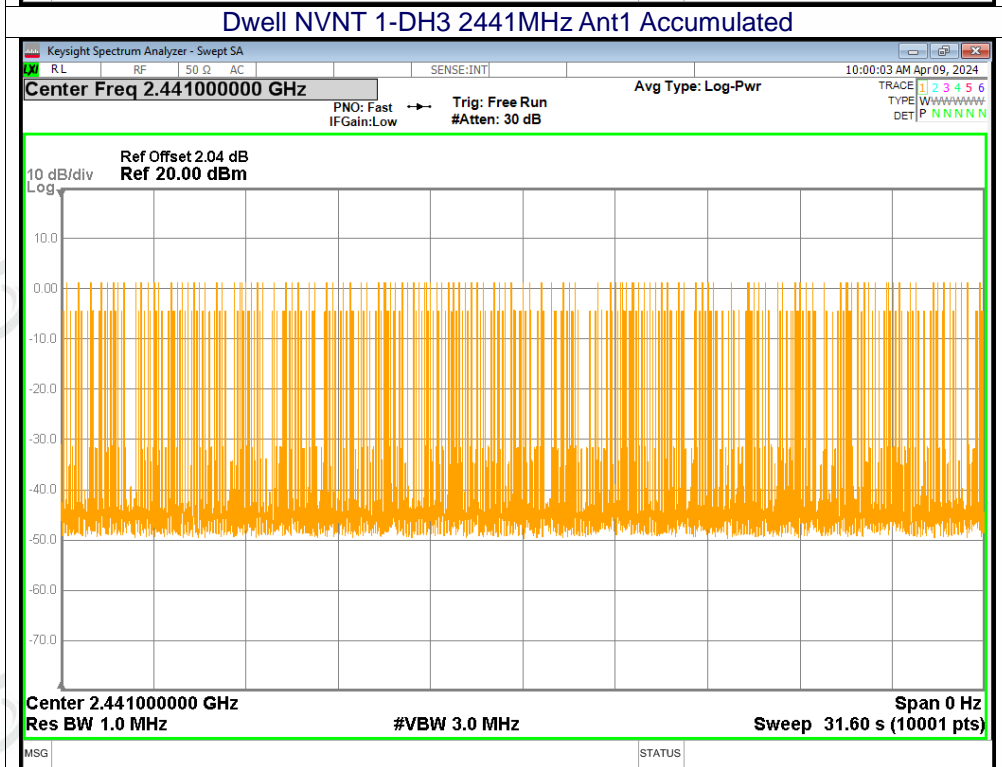 Dwell NVNT 1-DH3 2441MHz Ant1 Accumulated
Keysight Spectrum Analyzer - Swept SA
LXI RL RF 50 Ω AC SENSE:INT 10:00:03 AM Apr 09, 2024
Center Freq 2.441000000 GHz Avg Type: Log-Pwr TRACE 1 2 3 4 5 6
PNO: Fast Trig: Free Run TYPE WWWWWWW
IFGain:Low #Atten: 30 dB DET P N N N N N
Ref Offset 2.04 dB
10 dB/div Ref 20.00 dBm
Log
10.0
0.00
-10.0
-20.0
-30.0
-40.0
-50.0
-60.0
-70.0
Center 2.441000000 GHz Span 0 Hz
Res BW 1.0 MHz #VBW 3.0 MHz Sweep 31.60 s (10001 pts)
MSG STATUS